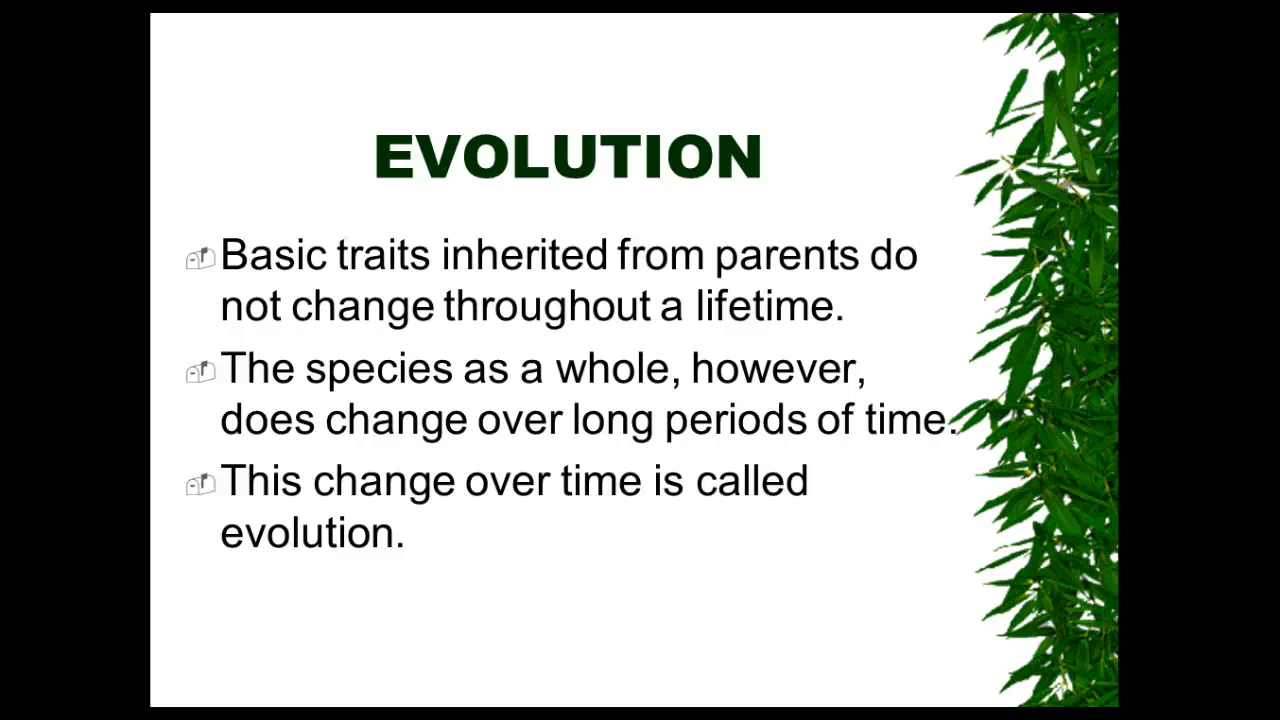 EVOLUTION
Basic traits inherited from parents do
not change throughout a lifetime.
The species as a whole, however,
does change over long periods of time.
This change over time is called
evolution.